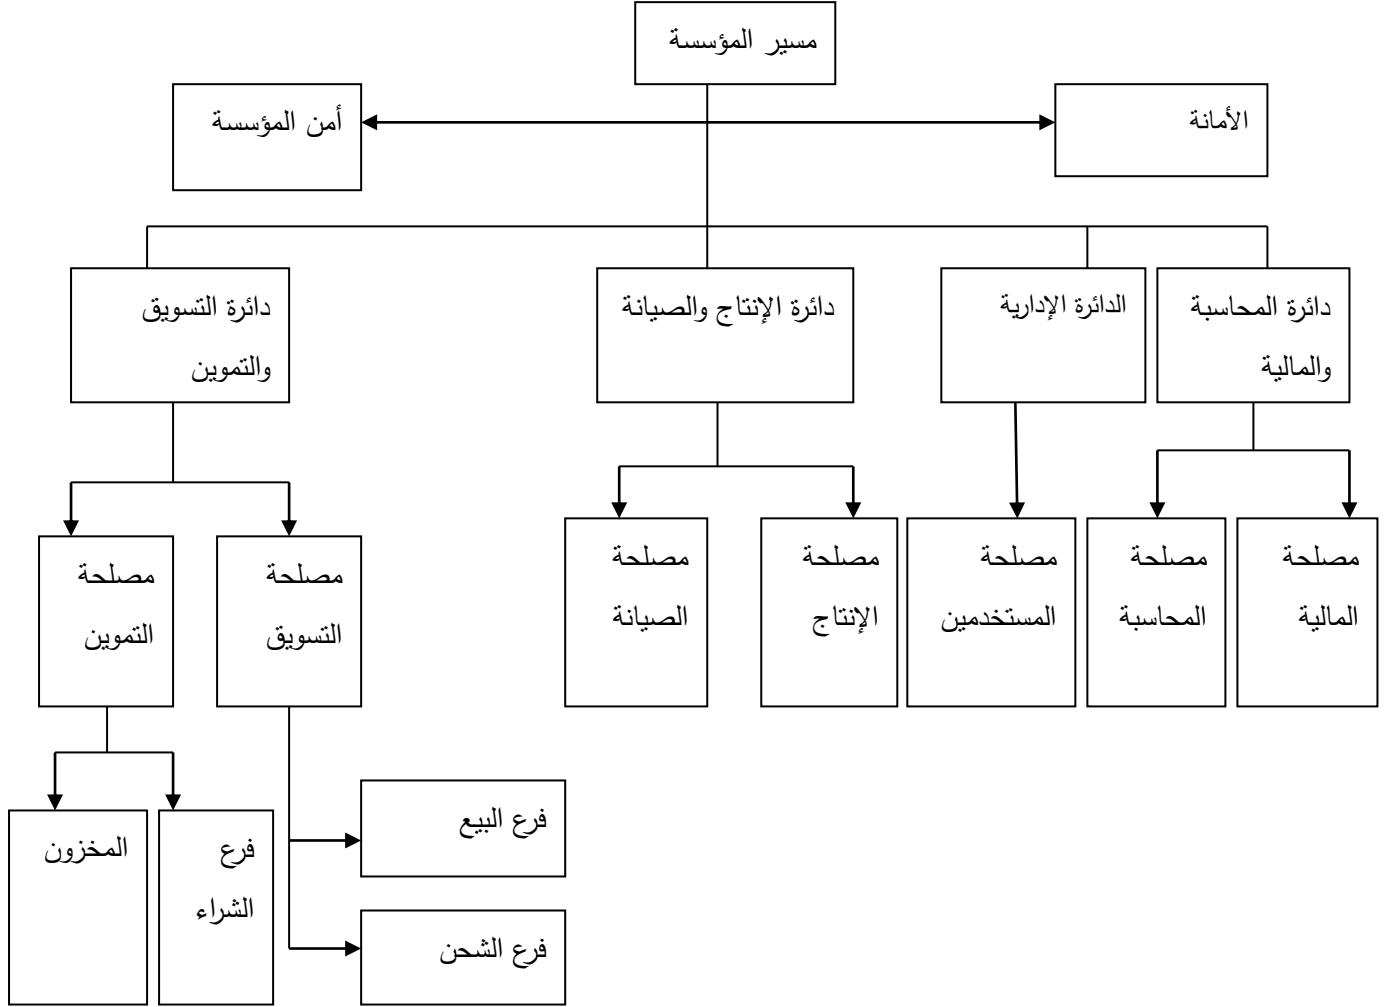 مسير المؤسسة
الأمانة
أمن المؤسسة
دائرة المحاسبة
والمالية
الدائرة الإدارية
دائرة الإنتاج والصيانة
دائرة التسويق
والتموين
مصلحة
المالية
مصلحة
المحاسبة
مصلحة
المستخدمين
مصلحة
الإنتاج
مصلحة
الصيانة
مصلحة
التسويق
مصلحة
التموين
فرع البيع
فرع الشحن
فرع
الشراء
المخزون